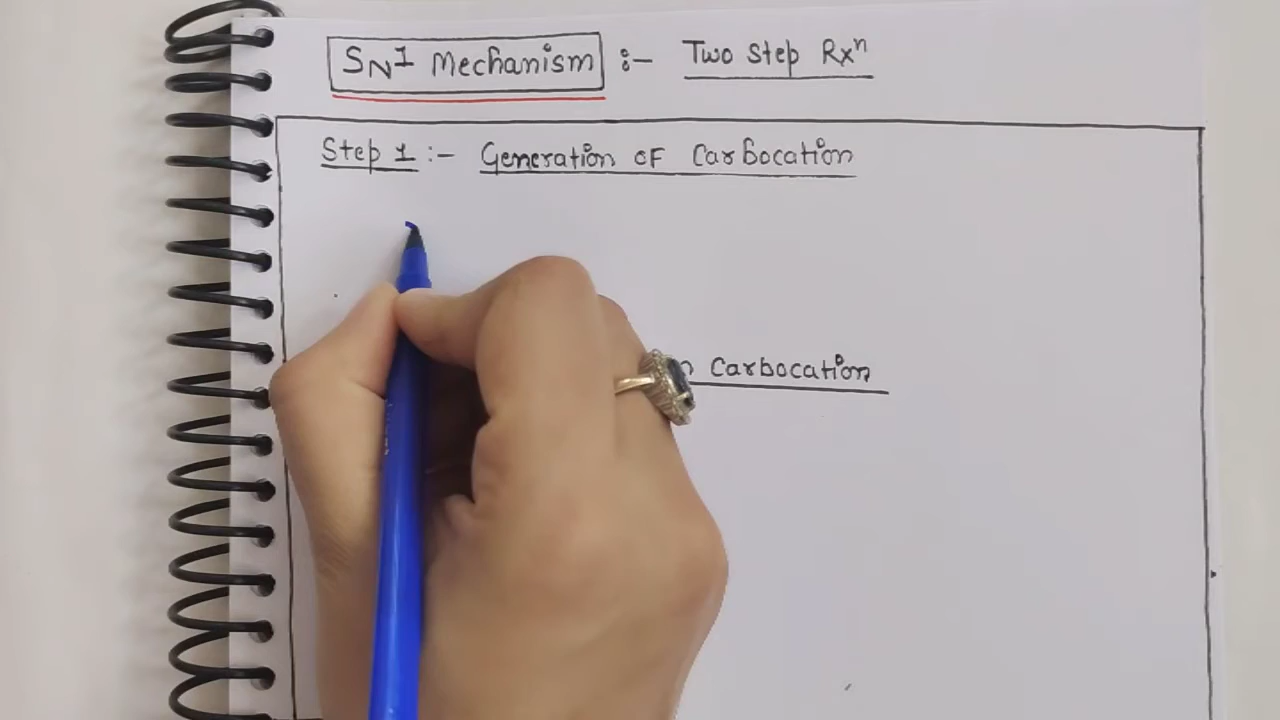 SN1 Mechanism :- Two Step Rxⁿ
Step 1 :- Generation OF Carbocation
Carbocation